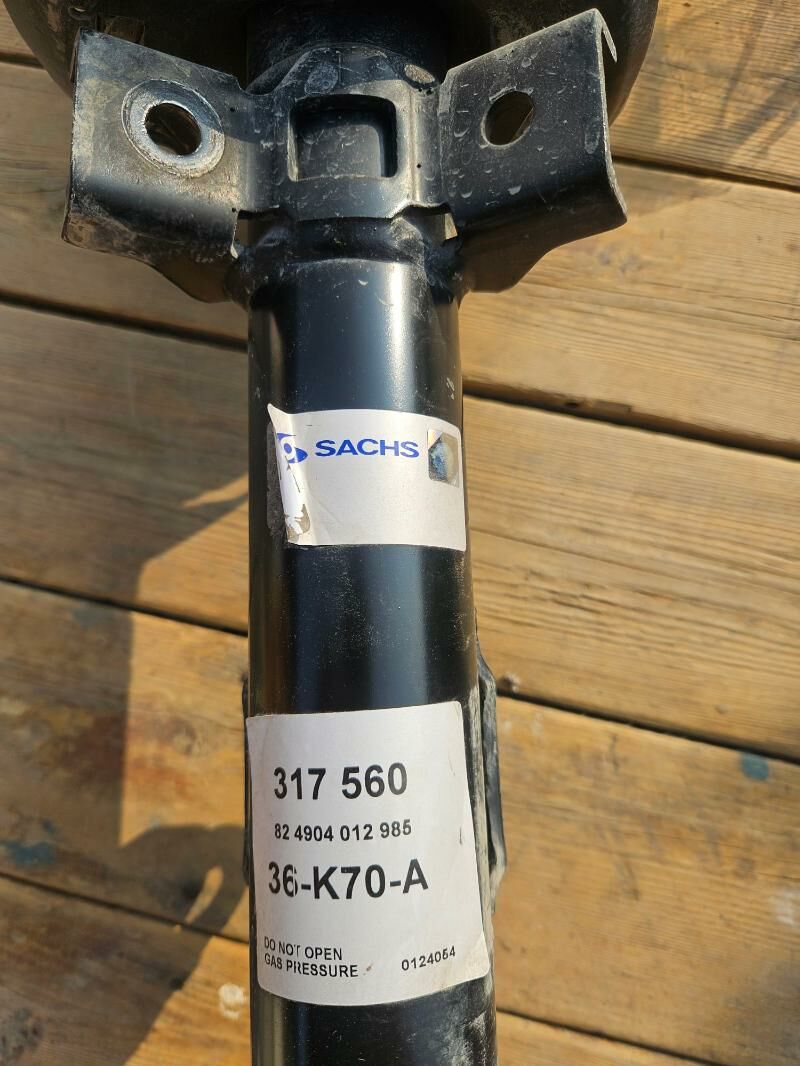 SACHS
317 560
82 4904 012 985
36-K70-A
DO NOT OPEN
GAS PRESSURE 0124054